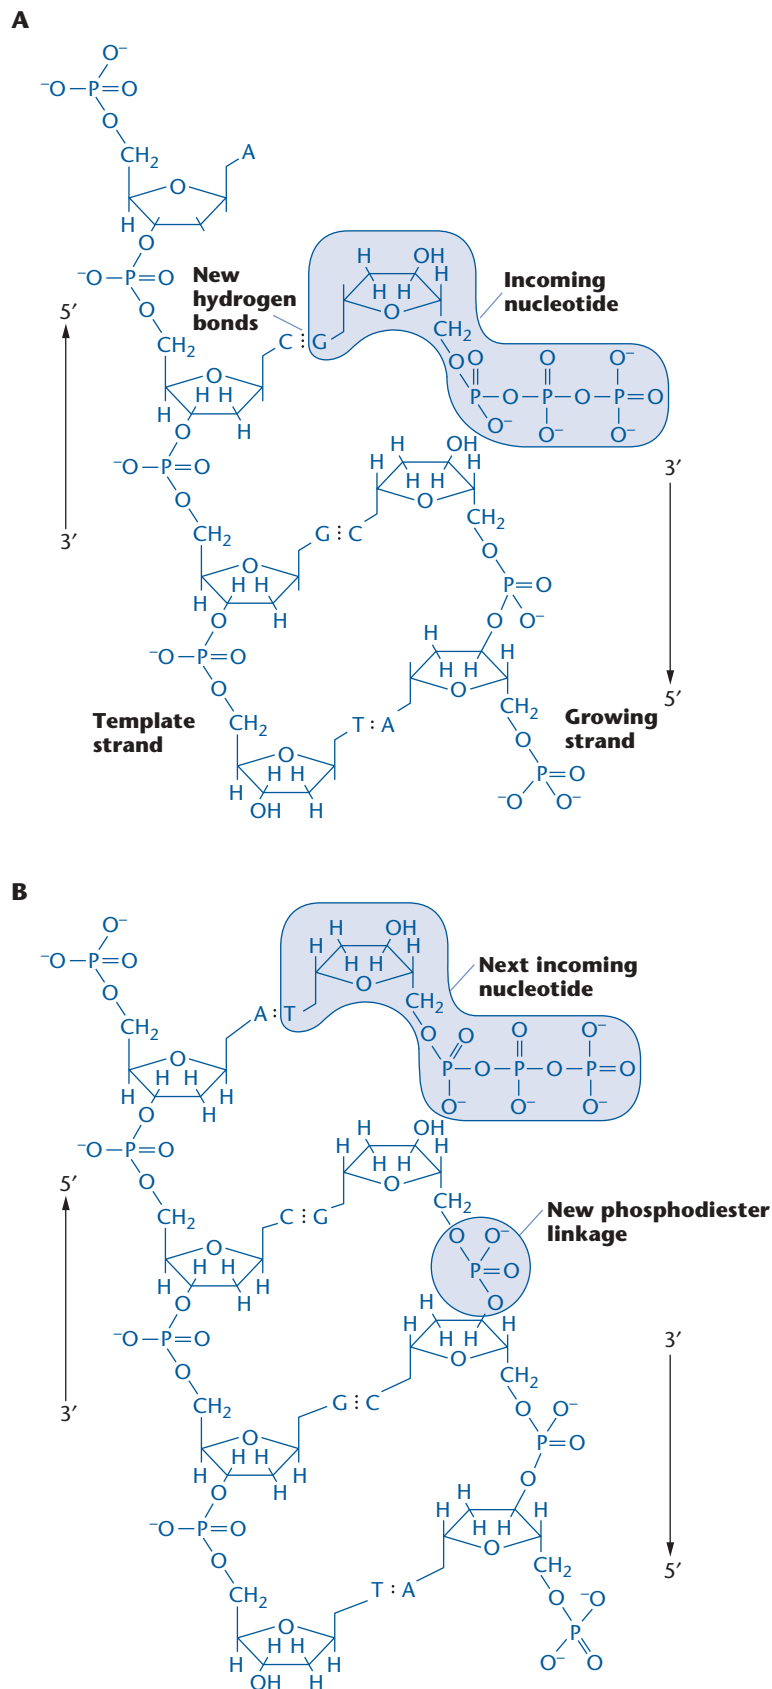 A
O⁻
⁻O—P=O
O
CH₂
A
O
H
O
⁻O—P=O
O
5′
New
hydrogen
bonds
H
OH
H
H H
O
Incoming
nucleotide
C⋮G
CH₂
O
O
O
O⁻
P—O—P—O—P=O
O⁻
O⁻
O⁻
CH₂
O
H H
H
H
O
⁻O—P=O
O
H
OH
H
H
H H
O
3′
3′
CH₂
G⋮C
CH₂
O
O
H H
H
H
P=O
O⁻
O
O
⁻O—P=O
O
H
H
H H
O
5′
Template
strand
CH₂
T:A
CH₂
Growing
strand
O
O
H H
H
H
OH
P=O
⁻O
O⁻
B
O⁻
⁻O—P=O
O
CH₂
A:T
H
OH
H
H
H H
O
Next incoming
nucleotide
CH₂
O
O
O
O⁻
P—O—P—O—P=O
O⁻
O⁻
O⁻
O
H H
H
H
O
⁻O—P=O
O
H
OH
H
H
H H
O
5′
CH₂
C⋮G
CH₂
New phosphodiester
linkage
O
O⁻
P=O
O
O
H H
H
H
O
⁻O—P=O
O
H
H
H
H H
O
3′
3′
CH₂
G⋮C
CH₂
O
O⁻
P=O
O
O
H H
H
H
O
⁻O—P=O
O
H
H
H
H H
O
5′
CH₂
T:A
CH₂
O
⁻O
P
O⁻
O
O
H H
H
H
OH